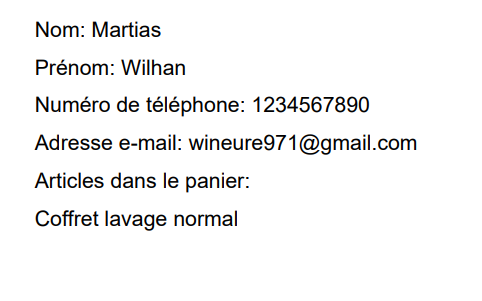 Nom: Martias
Prénom: Wilhan
Numéro de téléphone: 1234567890
Adresse e-mail: wineure971@gmail.com
Articles dans le panier:
Coffret lavage normal